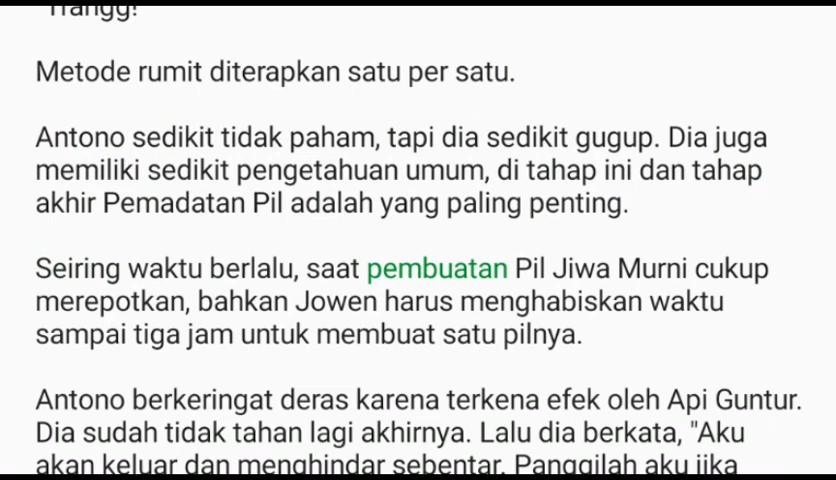 Trangg!
Metode rumit diterapkan satu per satu.
Antono sedikit tidak paham, tapi dia sedikit gugup. Dia juga
memiliki sedikit pengetahuan umum, di tahap ini dan tahap
akhir Pemadatan Pil adalah yang paling penting.
Seiring waktu berlalu, saat pembuatan Pil Jiwa Murni cukup
merepotkan, bahkan Jowen harus menghabiskan waktu
sampai tiga jam untuk membuat satu pilnya.
Antono berkeringat deras karena terkena efek oleh Api Guntur.
Dia sudah tidak tahan lagi akhirnya. Lalu dia berkata, "Aku
akan keluar dan menghindar sebentar. Panggilah aku jika